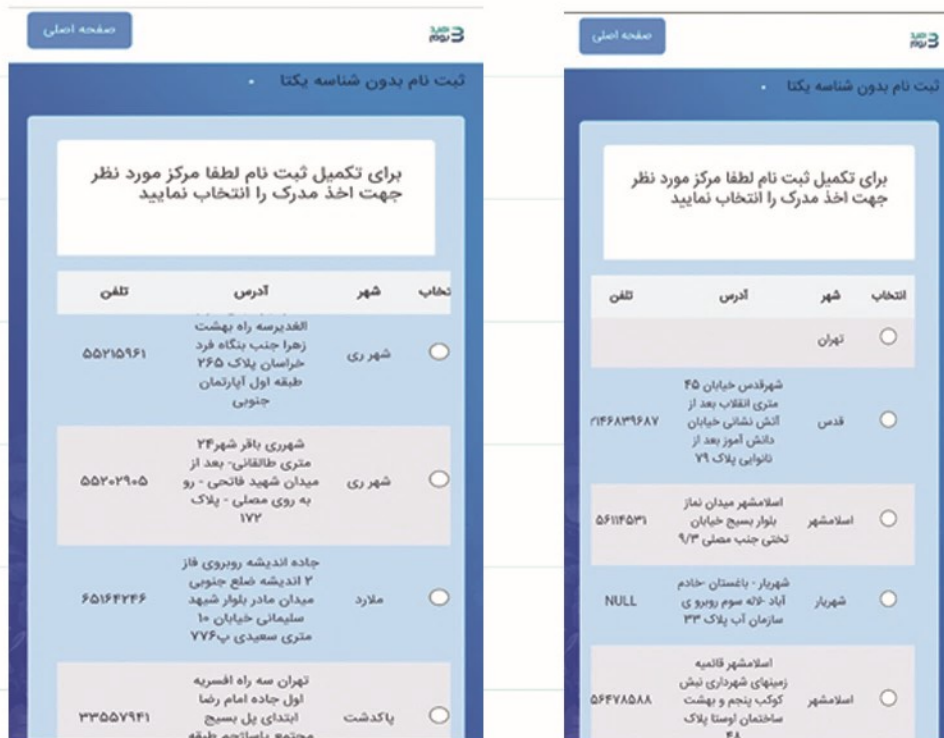 صفحه اصلی
ثبت نام بدون شناسه یکتا
برای تکمیل ثبت نام لطفا مرکز مورد نظر
جهت اخذ مدرک را انتخاب نمایید
تخاب شهر آدرس تلفن
الغدیرسه راه بهشت
زهرا جنب بنگاه فرد
خراسان پلاک ۲۶۵
طبقه اول آپارتمان
جنوبی
شهر ری
۵۵۲۱۵۹۶۱
شهرری باقر شهر۲۴
متری طالقانی- بعد از
میدان شهید فاتحی - رو
به روی مصلی - پلاک
۱۷۲
شهر ری
۵۵۲۰۲۹۰۵
جاده اندیشه روبروی فاز
۲ اندیشه ضلع جنوبی
میدان مادر بلوار شیهد
سلیمانی خیابان ۱۰
متری سعیدی پ۷۷۶
ملارد
۶۵۱۶۴۲۴۶
تهران سه راه افسریه
اول جاده امام رضا
ابتدای پل بسیج
مجتمع پاساژجم طبقه
پاکدشت
۳۳۵۵۷۹۴۱
صفحه اصلی
ثبت نام بدون شناسه یکتا
برای تکمیل ثبت نام لطفا مرکز مورد نظر
جهت اخذ مدرک را انتخاب نمایید
انتخاب شهر آدرس تلفن
تهران
شهرقدس خیابان ۴۵
متری انقلاب بعد از
آتش نشانی خیابان
دانش آموز بعد از
نانوایی پلاک ۷۹
قدس
۲۱۴۶۸۳۹۶۸۷
اسلامشهر میدان نماز
بلوار بسیج خیابان
تختی جنب مصلی ۹/۳
اسلامشهر
۵۶۱۱۴۵۳۱
شهریار - باغستان -خادم
آباد -لاله سوم روبرو ی
سازمان آب پلاک ۳۳
شهریار
NULL
اسلامشهر قائمیه
زمینهای شهرداری نبش
کوکب پنجم و بهشت
ساختمان اوستا پلاک
۴۸
اسلامشهر
۵۶۴۷۸۵۸۸